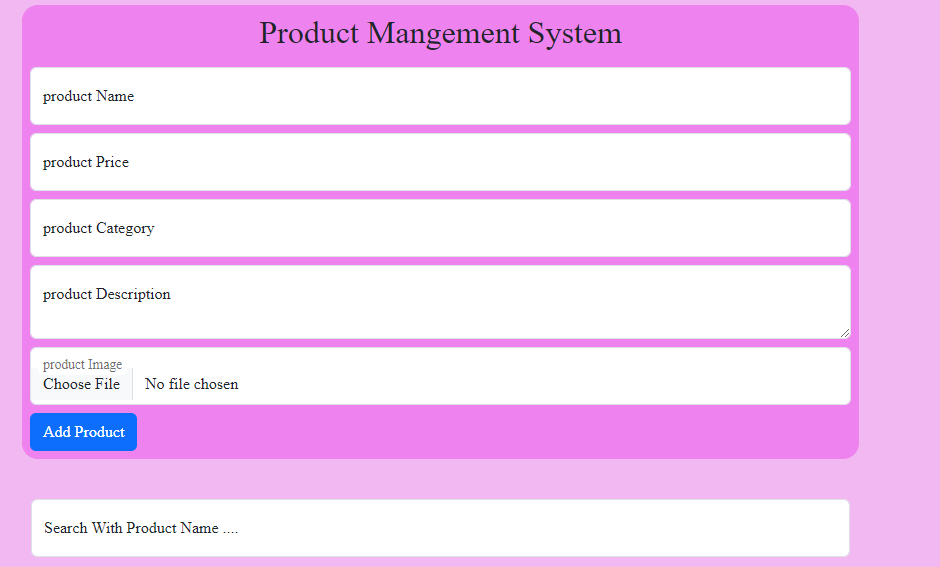 Product Mangement System
product Name
product Price
product Category
product Description
product Image
Choose File No file chosen
Add Product
Search With Product Name ....